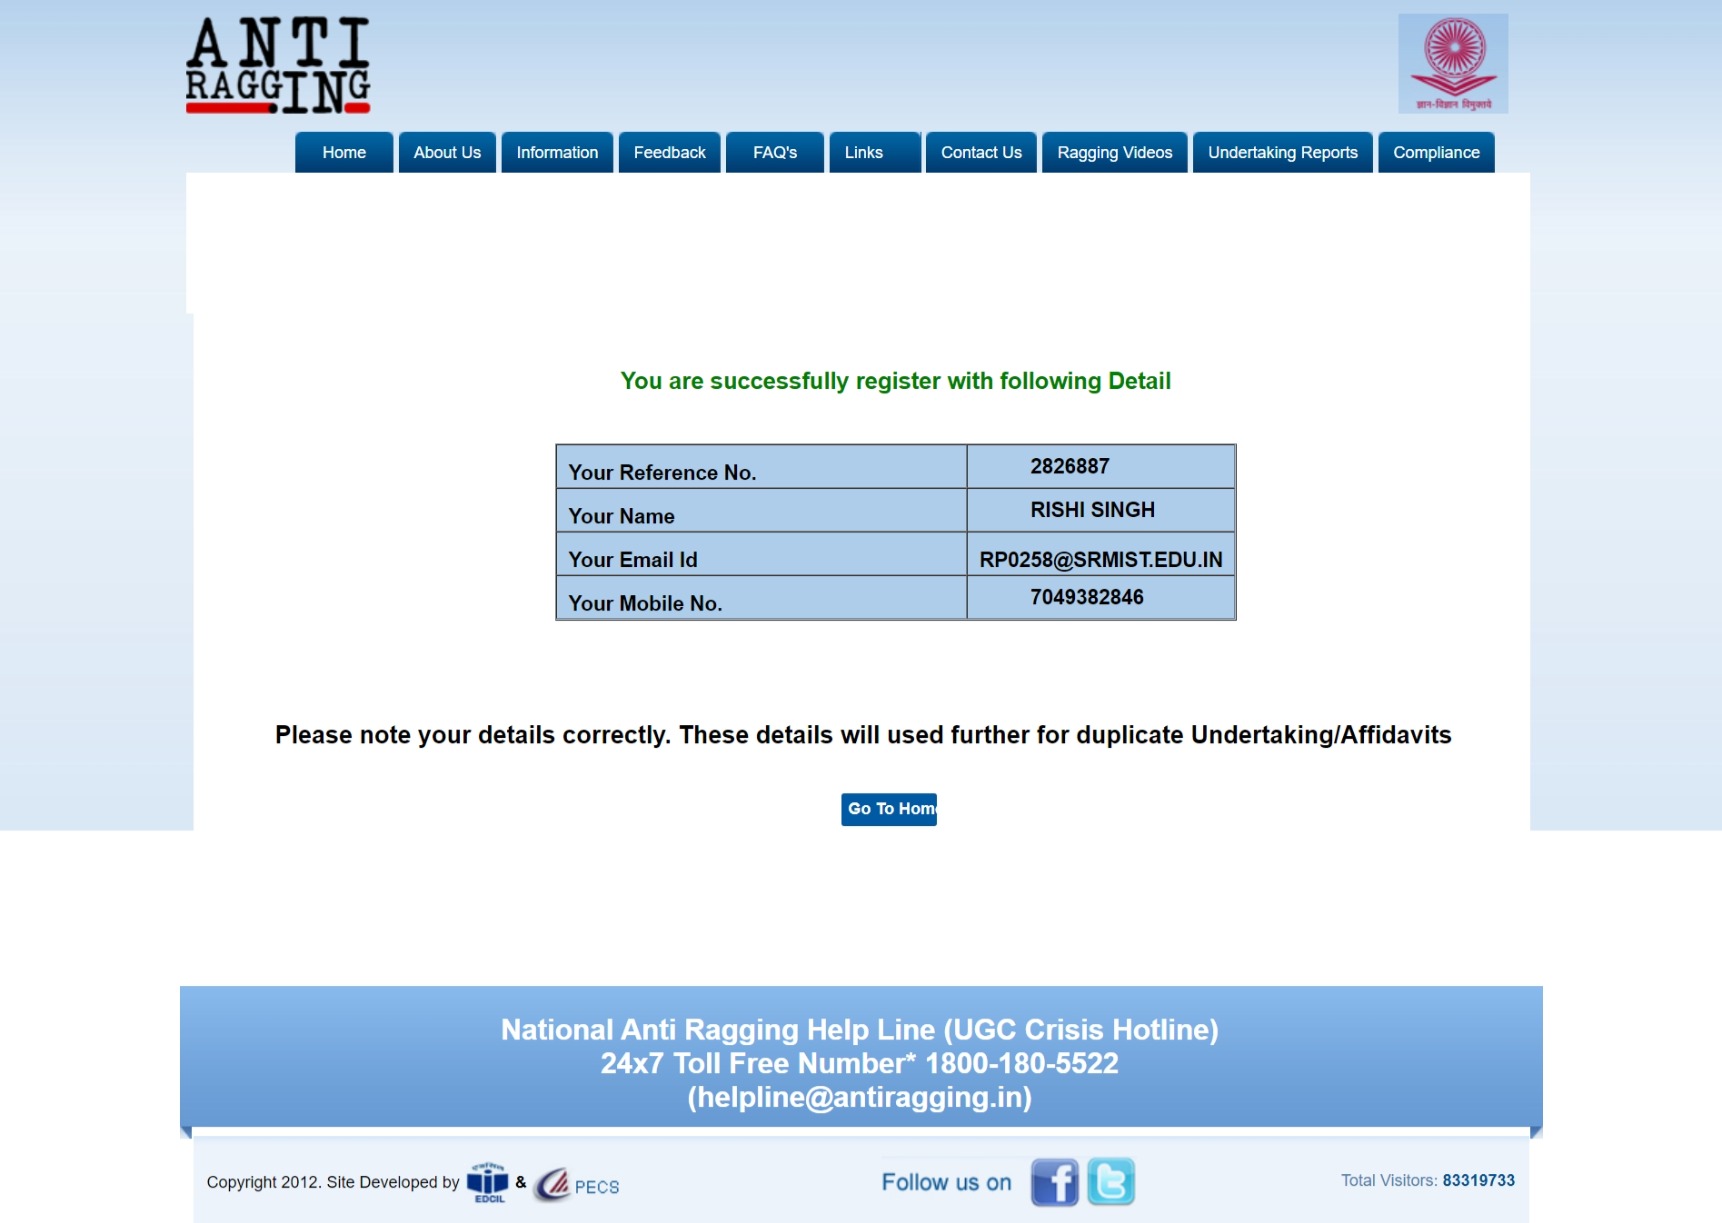 ANTI
RAGGING
ज्ञान-विज्ञान विमुक्तये
Home About Us Information Feedback FAQ's Links Contact Us Ragging Videos Undertaking Reports Compliance
You are successfully register with following Detail
Your Reference No. 2826887
Your Name RISHI SINGH
Your Email Id RP0258@SRMIST.EDU.IN
Your Mobile No. 7049382846
Please note your details correctly. These details will used further for duplicate Undertaking/Affidavits
Go To Home
National Anti Ragging Help Line (UGC Crisis Hotline)
24x7 Toll Free Number* 1800-180-5522
(helpline@antiragging.in)
Copyright 2012. Site Developed by EDCIL & PECS Follow us on Total Visitors: 83319733